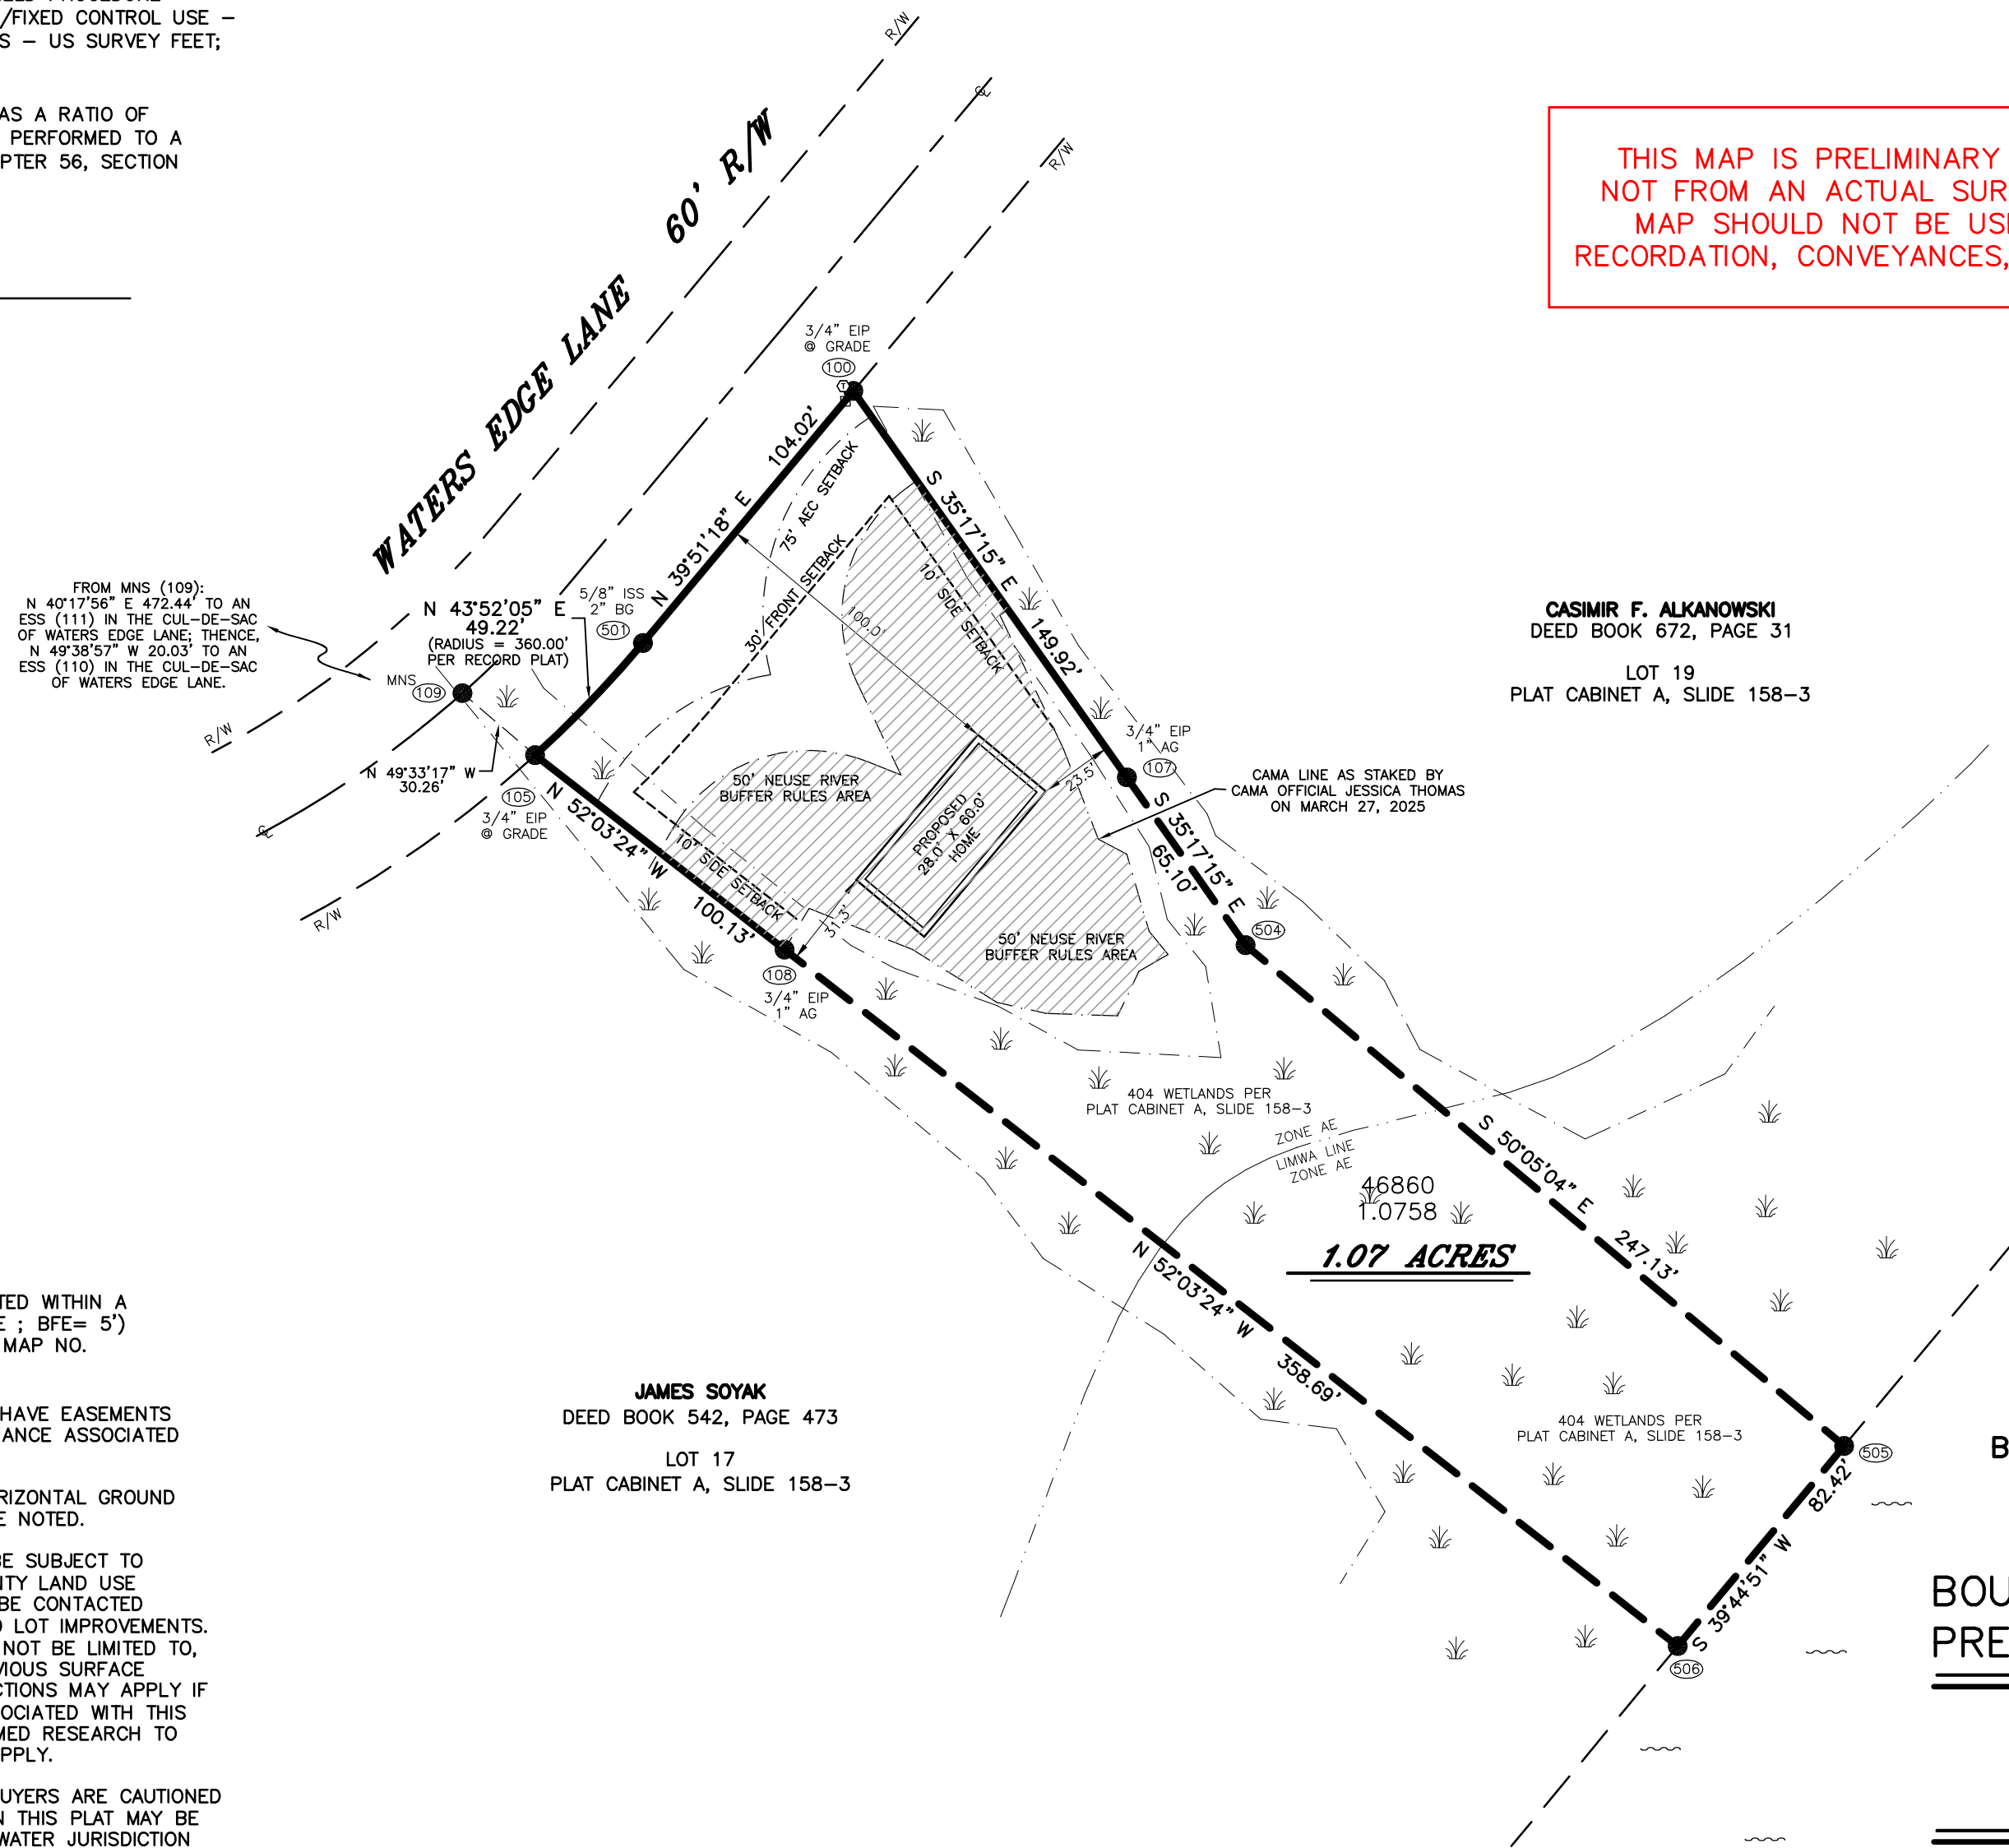 /FIXED CONTROL USE –
S – US SURVEY FEET;
AS A RATIO OF
PERFORMED TO A
PTER 56, SECTION
R/W
℄
R/W
WATERS EDGE LANE 60' R/W
THIS MAP IS PRELIMINARY
NOT FROM AN ACTUAL SUR
MAP SHOULD NOT BE US
RECORDATION, CONVEYANCES,
3/4" EIP
@ GRADE
100
T
104.02'
N 39°51'18" E
75' AEC SETBACK
30' FRONT SETBACK
S 35°17'15" E 149.92'
10' SIDE SETBACK
100.0'
FROM MNS (109):
N 40°17'56" E 472.44' TO AN
ESS (111) IN THE CUL-DE-SAC
OF WATERS EDGE LANE; THENCE,
N 49°38'57" W 20.03' TO AN
ESS (110) IN THE CUL-DE-SAC
OF WATERS EDGE LANE.
5/8" ISS
2" BG
501
N 43°52'05" E
49.22'
(RADIUS = 360.00'
PER RECORD PLAT)
MNS
109
R/W
N 49°33'17" W
30.26'
℄
R/W
105
3/4" EIP
@ GRADE
CASIMIR F. ALKANOWSKI
DEED BOOK 672, PAGE 31
LOT 19
PLAT CABINET A, SLIDE 158-3
3/4" EIP
1" AG
107
23.5'
CAMA LINE AS STAKED BY
CAMA OFFICIAL JESSICA THOMAS
ON MARCH 27, 2025
50' NEUSE RIVER
BUFFER RULES AREA
PROPOSED
28.0' X 60.0'
HOME
N 52°03'24" W 100.13'
10' SIDE SETBACK
31.3'
S 35°17'15" E
65.10'
504
50' NEUSE RIVER
BUFFER RULES AREA
108
3/4" EIP
1" AG
404 WETLANDS PER
PLAT CABINET A, SLIDE 158-3
ZONE AE
LIMWA LINE
ZONE AE
S 50°05'04" E 247.13'
46860
1.0758
1.07 ACRES
N 52°03'24" W 358.69'
TED WITHIN A
E ; BFE= 5')
MAP NO.
HAVE EASEMENTS
ANCE ASSOCIATED
RIZONTAL GROUND
E NOTED.
BE SUBJECT TO
NTY LAND USE
BE CONTACTED
D LOT IMPROVEMENTS.
NOT BE LIMITED TO,
VIOUS SURFACE
CTIONS MAY APPLY IF
OCIATED WITH THIS
MED RESEARCH TO
PPLY.
UYERS ARE CAUTIONED
N THIS PLAT MAY BE
WATER JURISDICTION
JAMES SOYAK
DEED BOOK 542, PAGE 473
LOT 17
PLAT CABINET A, SLIDE 158-3
404 WETLANDS PER
PLAT CABINET A, SLIDE 158-3
505
82.42'
S 39°44'51" W
506
B
BOU
PRE